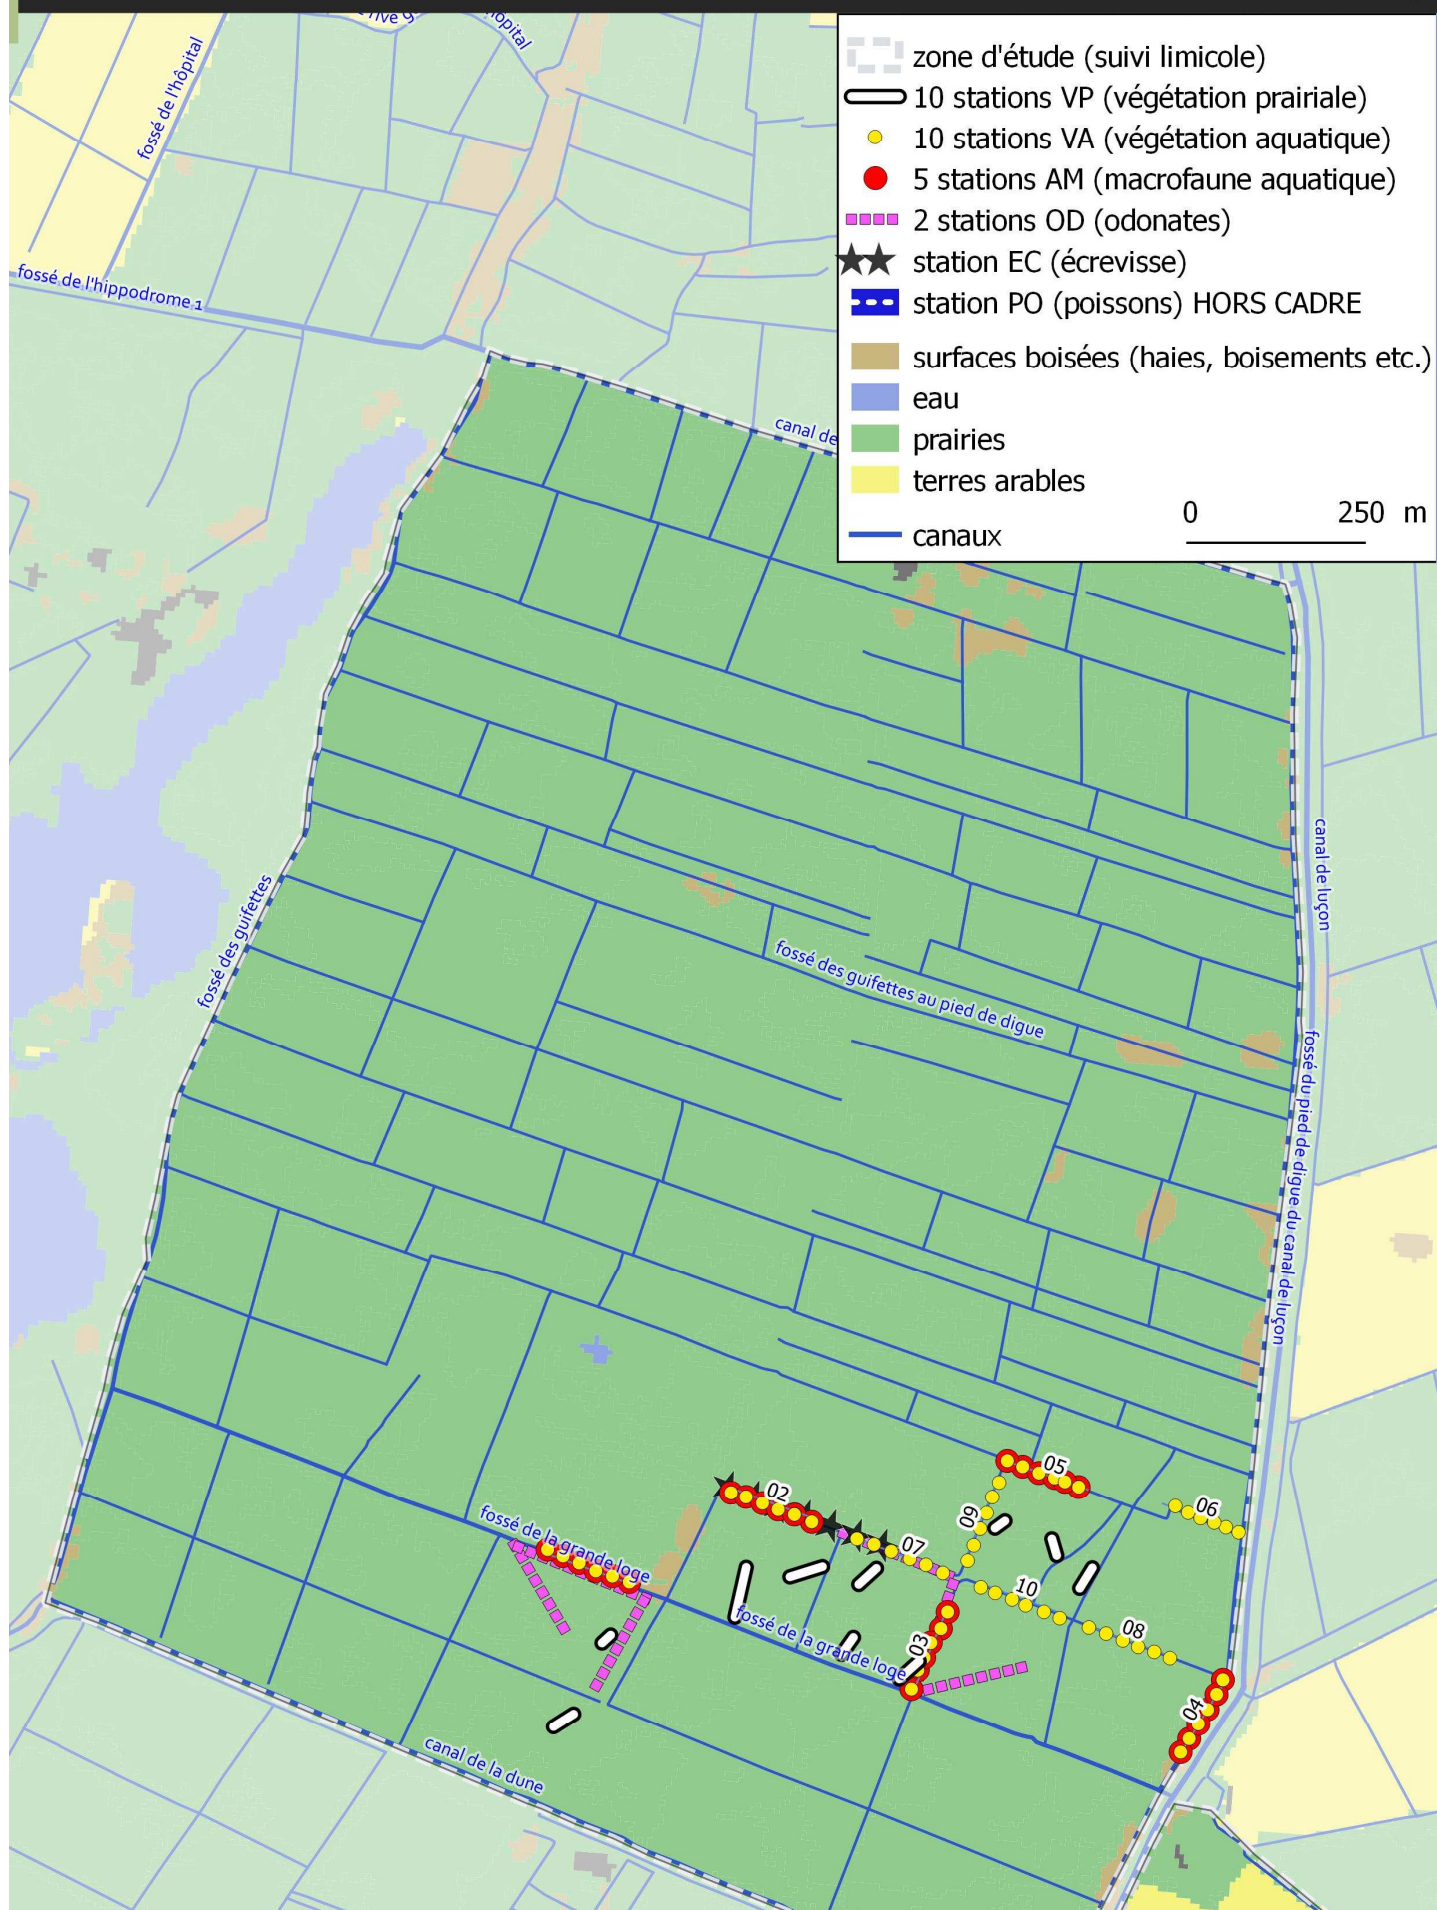 hôpital
fossé de l'hôpital
fossé de l'hippodrome 1
zone d'étude (suivi limicole)
10 stations VP (végétation prairiale)
10 stations VA (végétation aquatique)
5 stations AM (macrofaune aquatique)
2 stations OD (odonates)
station EC (écrevisse)
station PO (poissons) HORS CADRE
surfaces boisées (haies, boisements etc.)
eau
prairies
terres arables
0 250 m
canaux
canal de
canal de luçon
fossé des guifettes
fossé des guifettes au pied de digue
fossé du pied de digue du canal de luçon
05
02
06
09
07
fossé de la grande loge
10
08
fossé de la grande loge
03
04
canal de la dune